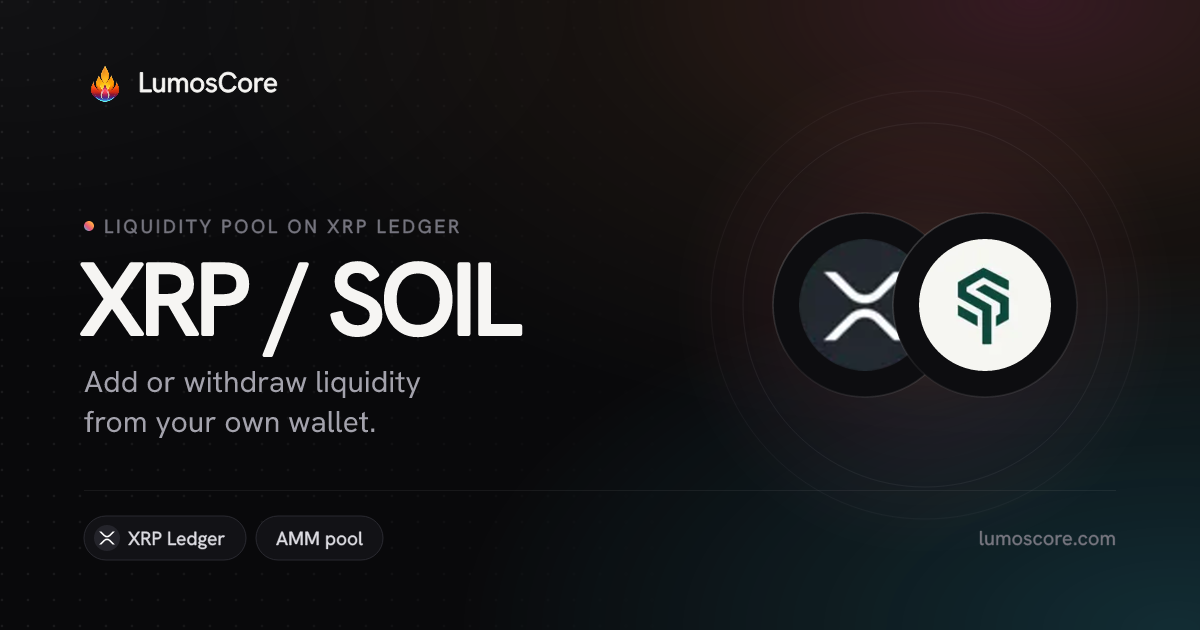 LumosCore
LIQUIDITY POOL ON XRP LEDGER
XRP / SOIL
Add or withdraw liquidity
from your own wallet.
XRP Ledger
AMM pool
lumoscore.com